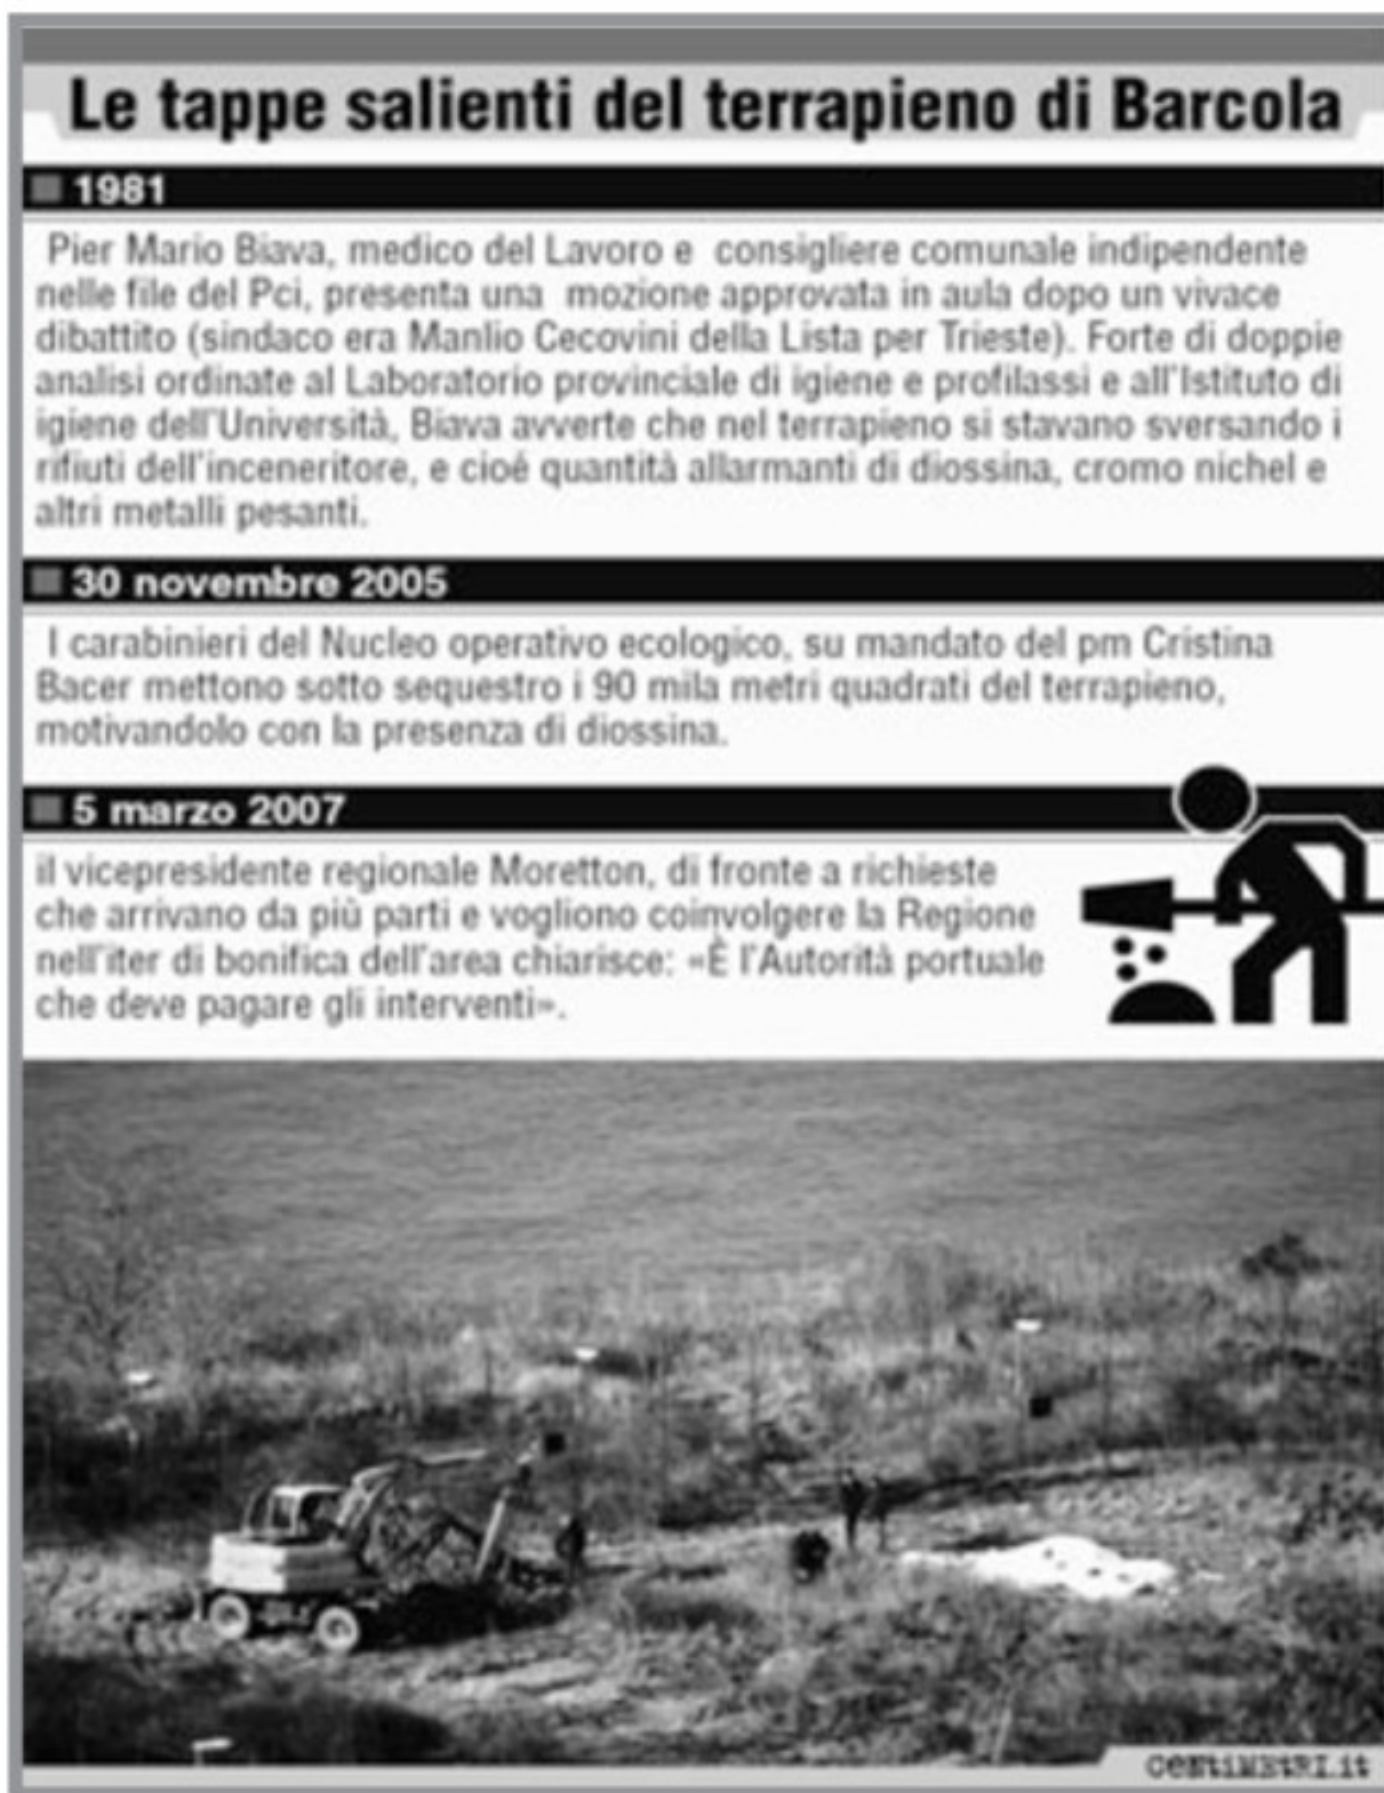 Le tappe salienti del terrapieno di Barcola
1981
Pier Mario Biava, medico del Lavoro e consigliere comunale indipendente
nelle file del Pci, presenta una mozione approvata in aula dopo un vivace
dibattito (sindaco era Manlio Cecovini della Lista per Trieste). Forte di doppie
analisi ordinate al Laboratorio provinciale di igiene e profilassi e all'Istituto di
igiene dell'Università, Biava avverte che nel terrapieno si stavano sversando i
rifiuti dell'inceneritore, e cioé quantità allarmanti di diossina, cromo nichel e
altri metalli pesanti.
30 novembre 2005
I carabinieri del Nucleo operativo ecologico, su mandato del pm Cristina
Bacer mettono sotto sequestro i 90 mila metri quadrati del terrapieno,
motivandolo con la presenza di diossina.
5 marzo 2007
il vicepresidente regionale Moretton, di fronte a richieste
che arrivano da più parti e vogliono coinvolgere la Regione
nell'iter di bonifica dell'area chiarisce: «È l'Autorità portuale
che deve pagare gli interventi».
CENtiMEtRI.it